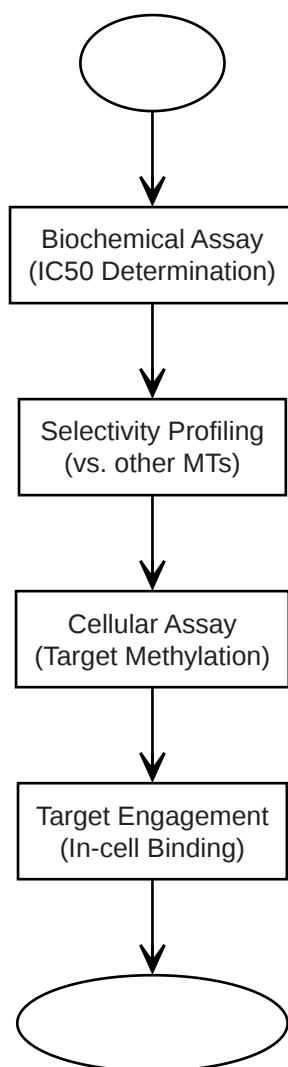 Biochemical Assay
(IC50 Determination)
Selectivity Profiling
(vs. other MTs)
Cellular Assay
(Target Methylation)
Target Engagement
(In-cell Binding)